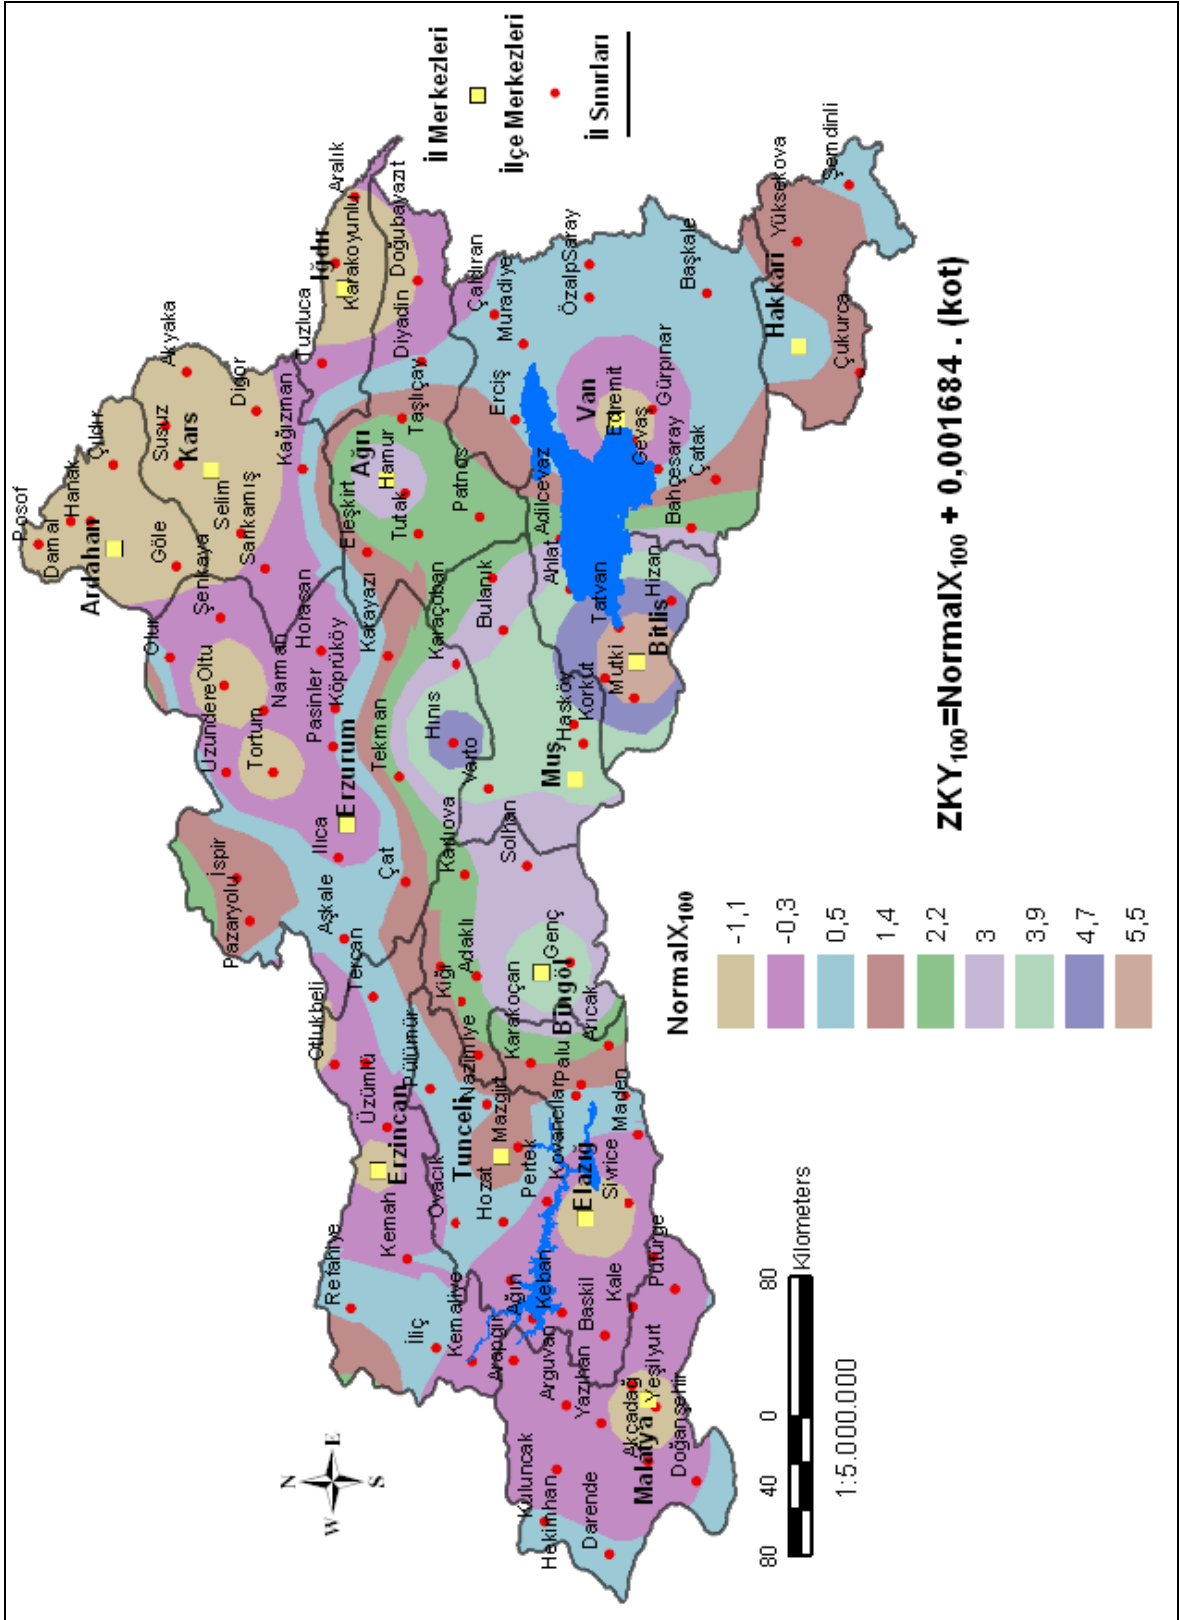 Posof
Damal
Hanak
Çıldır
Ardahan
Göle
Susuz
Akyaka
Kars
Digor
Selim
Sarıkamış
Şenkaya
Olur
Oltu
Narman
Uzundere
Tortum
Horasan
Köprüköy
Pasinler
Erzurum
Ilıca
İspir
Pazaryolu
Aşkale
Tercan
Çat
Tekman
Karayazı
Karaçoban
Hınıs
Kağızman
Tuzluca
Iğdır
Karakoyunlu
Aralık
Doğubayazıt
Diyadin
Taşlıçay
Ağrı
Hamur
Eleşkirt
Tutak
Patnos
Çaldıran
Muradiye
Erciş
Özalp
Saray
Van
Edremit
Gevaş
Gürpınar
Başkale
Bahçesaray
Çatak
Hakkari
Yüksekova
Şemdinli
Çukurca
Adilcevaz
Ahlat
Tatvan
Hizan
Bitlis
Mutki
Korkut
Hasköy
Bulanık
Varto
Muş
Solhan
Karlıova
Genç
Bingöl
Adaklı
Kiğı
Karakoçan
Arıcak
Palu
Kovancılar
Maden
Otlukbeli
Üzümlü
Erzincan
Kemah
Refahiye
İliç
Kemaliye
Pülümür
Nazımiye
Tunceli
Mazgirt
Ovacık
Hozat
Pertek
Elazığ
Sivrice
Keban
Ağın
Baskil
Kale
Pütürge
Arapgir
Arguvan
Yazıhan
Akçadağ
Yeşilyurt
Malatya
Doğanşehir
Kuluncak
Hekimhan
Darende
İl Merkezleri
İlçe Merkezleri
İl Sınırları
N
W
E
S
ZKY100=NormalX100 + 0,001684 . (kot)
NormalX100
-1,1
-0,3
0,5
1,4
2,2
3
3,9
4,7
5,5
80
40
0
80
Kilometers
1:5.000.000